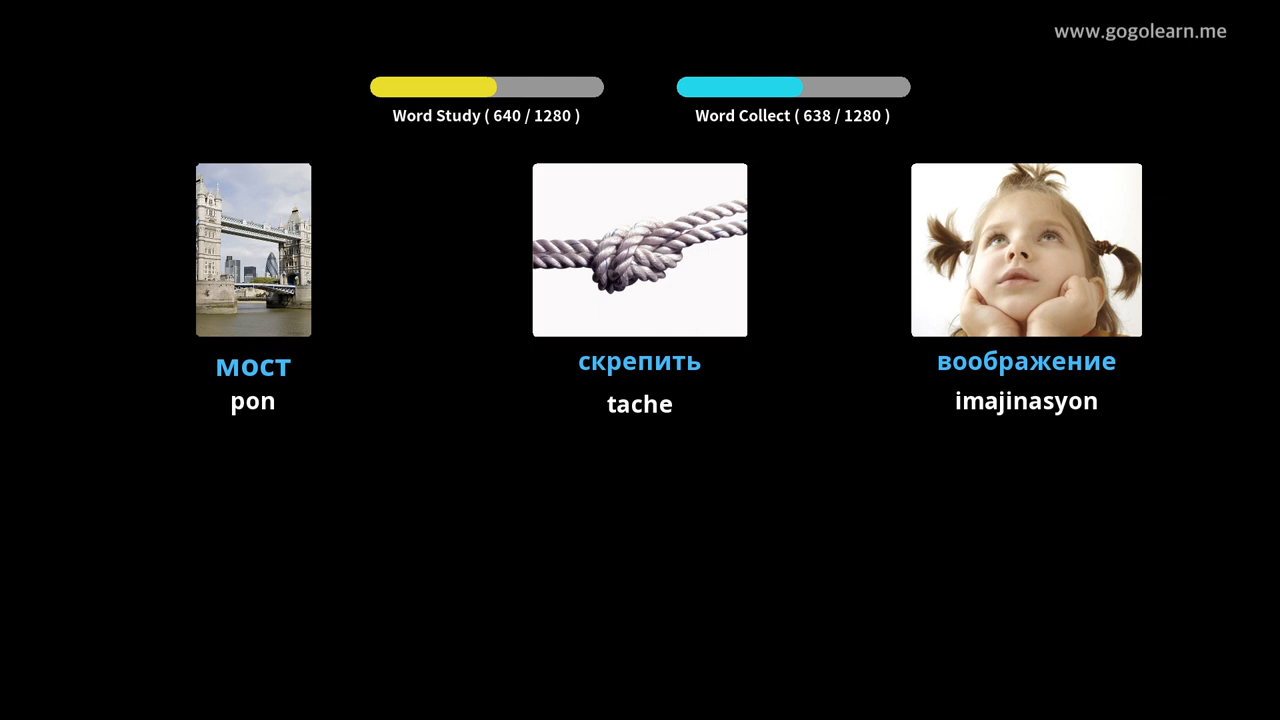 www.gogolearn.me
Word Study ( 640 / 1280 )
Word Collect ( 638 / 1280 )
мост
pon
скрепить
tache
воображение
imajinasyon